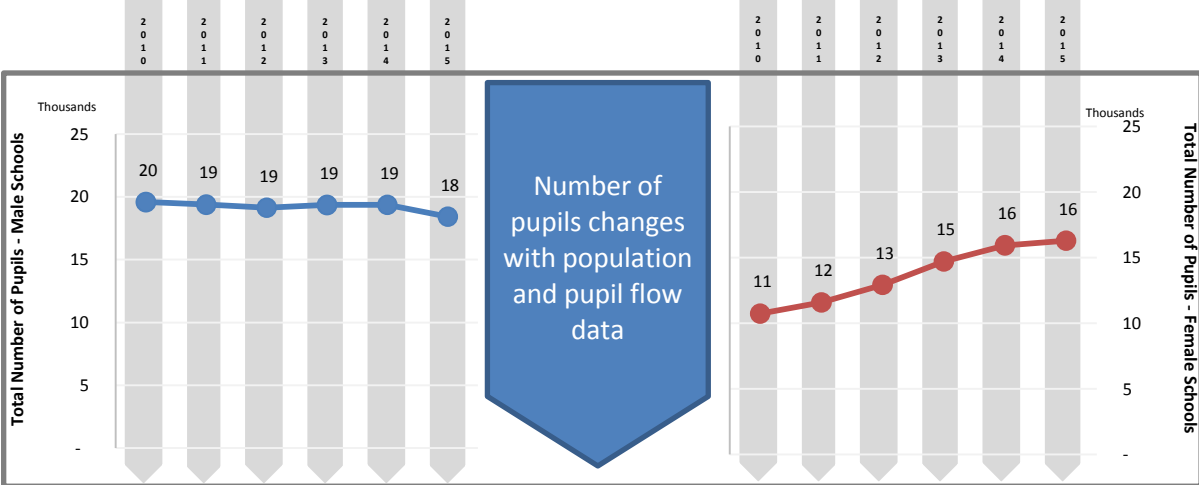 2010 2011 2012 2013 2014 2015
2010 2011 2012 2013 2014 2015
Total Number of Pupils - Male Schools
Thousands
25
20
15
10
5
-
20 19 19 19 19 18
Number of
pupils changes
with population
and pupil flow
data
Thousands
25
20
15
10
5
-
11 12 13 15 16 16
Total Number of Pupils - Female Schools